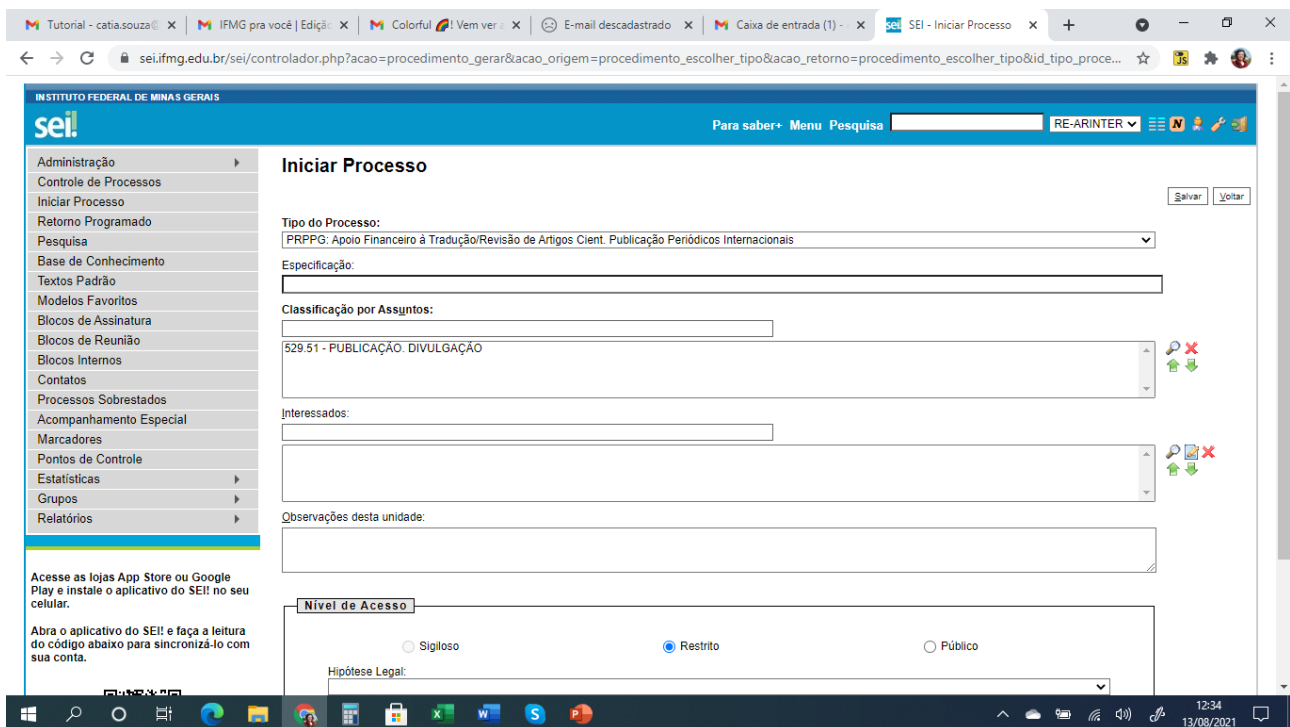 Tutorial - catia.souza@
IFMG pra você | Edição
Colorful 🌈! Vem ver a
E-mail descadastrado
Caixa de entrada (1) -
SEI - Iniciar Processo
sei.ifmg.edu.br/sei/controlador.php?acao=procedimento_gerar&acao_origem=procedimento_escolher_tipo&acao_retorno=procedimento_escolher_tipo&id_tipo_proce...
INSTITUTO FEDERAL DE MINAS GERAIS
sei!
Para saber+ Menu Pesquisa
RE-ARINTER
Administração
Controle de Processos
Iniciar Processo
Retorno Programado
Pesquisa
Base de Conhecimento
Textos Padrão
Modelos Favoritos
Blocos de Assinatura
Blocos de Reunião
Blocos Internos
Contatos
Processos Sobrestados
Acompanhamento Especial
Marcadores
Pontos de Controle
Estatísticas
Grupos
Relatórios
Acesse as lojas App Store ou Google
Play e instale o aplicativo do SEI! no seu
celular.
Abra o aplicativo do SEI! e faça a leitura
do código abaixo para sincronizá-lo com
sua conta.
Iniciar Processo
Salvar Voltar
Tipo do Processo:
PRPPG: Apoio Financeiro à Tradução/Revisão de Artigos Cient. Publicação Periódicos Internacionais
Especificação:
Classificação por Assuntos:
529.51 - PUBLICAÇÃO. DIVULGAÇÃO
Interessados:
Observações desta unidade:
Nível de Acesso
Sigiloso
Restrito
Público
Hipótese Legal:
12:34
13/08/2021